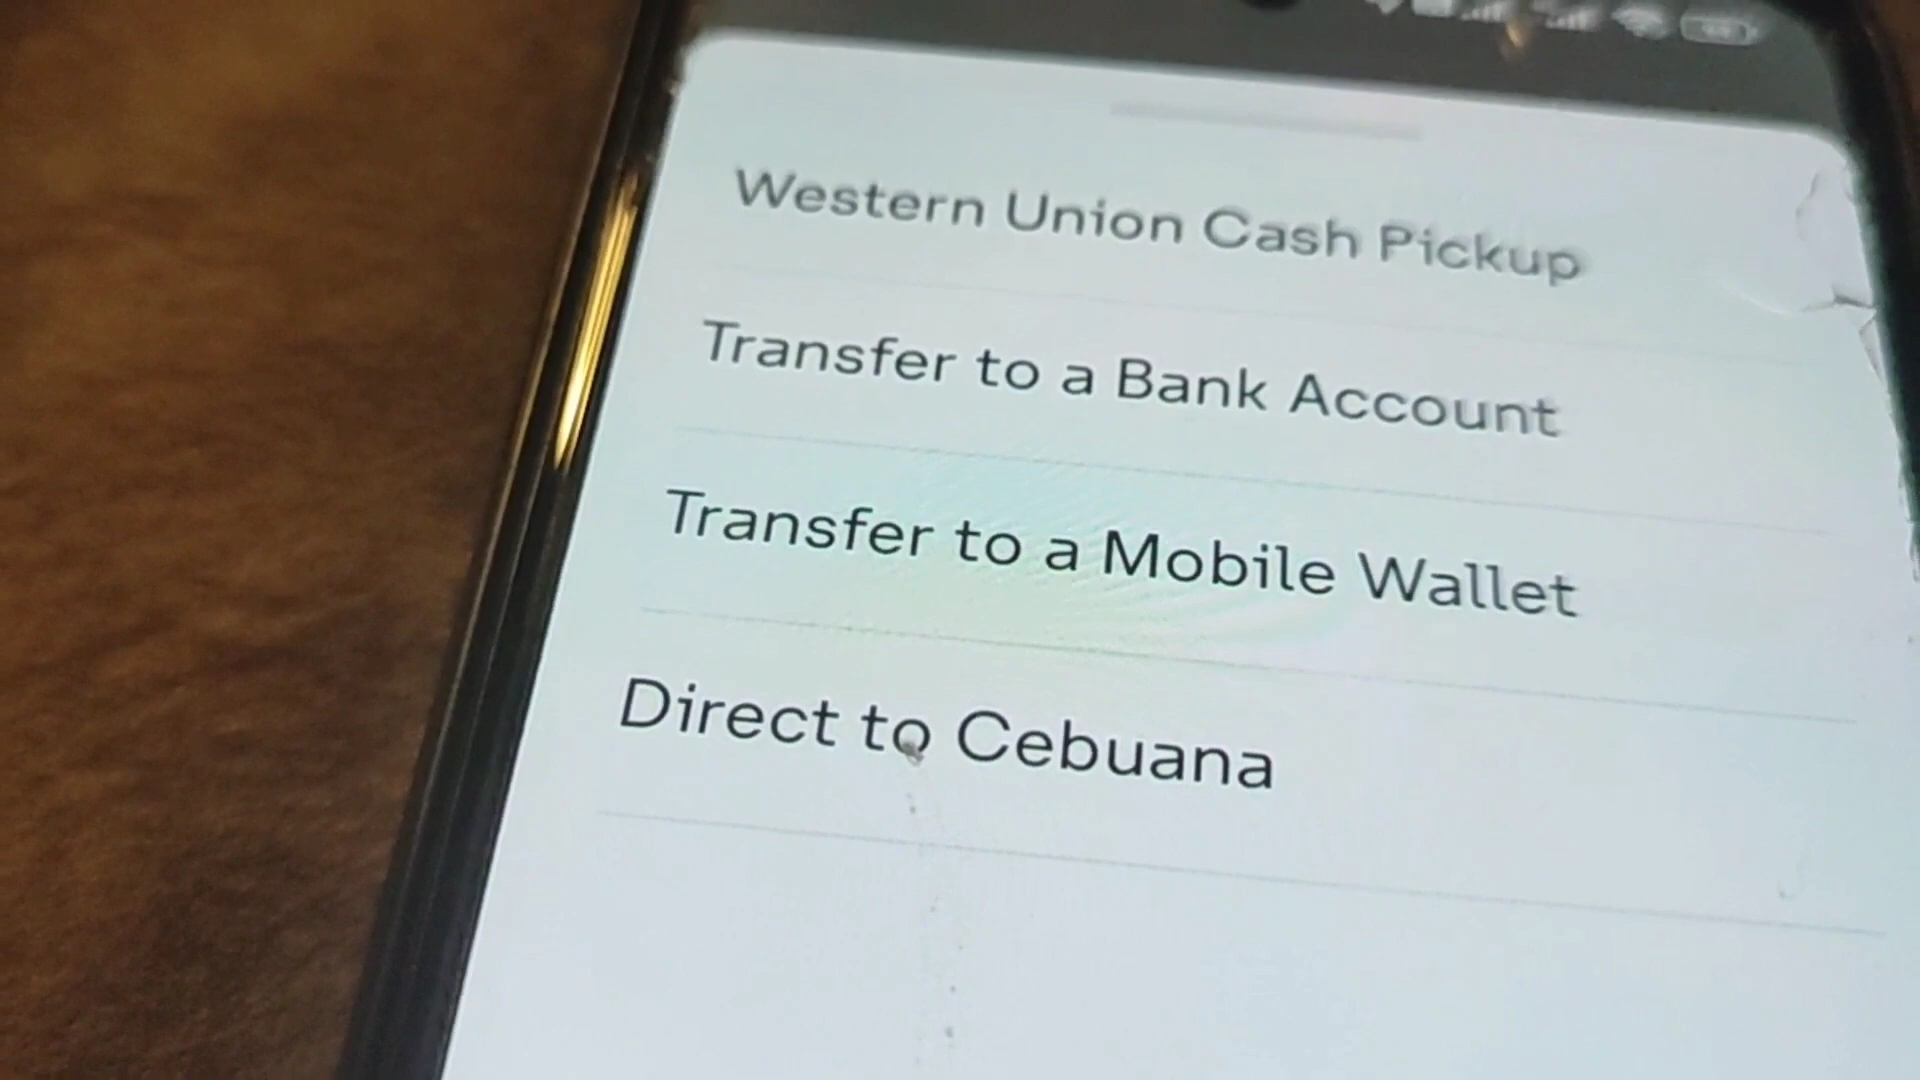 Western Union Cash Pickup
Transfer to a Bank Account
Transfer to a Mobile Wallet
Direct to Cebuana